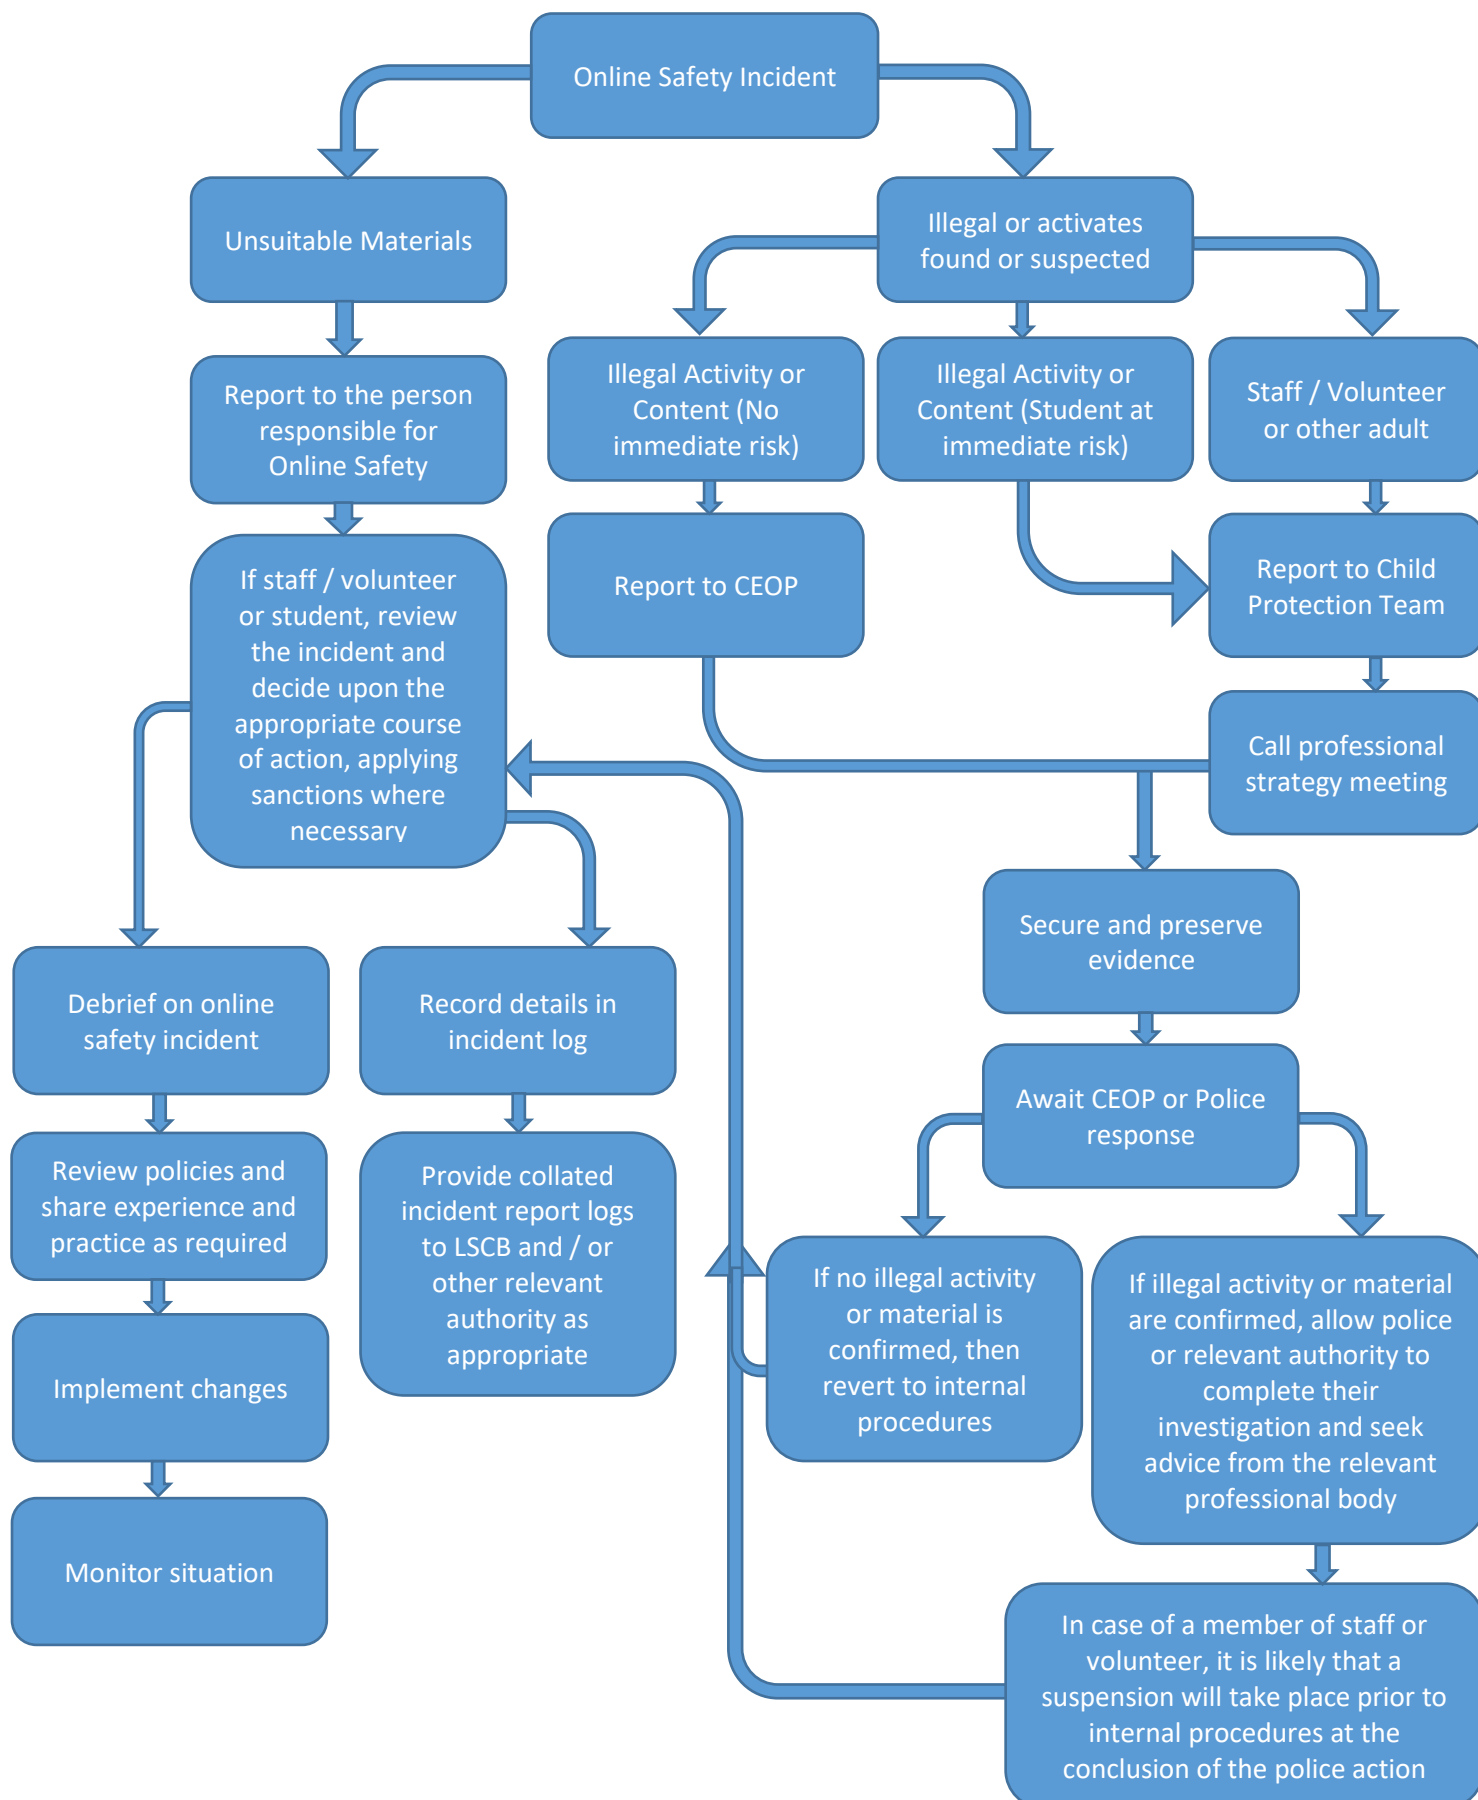 Online Safety Incident
Unsuitable Materials
Illegal or activates
found or suspected
Report to the person
responsible for
Online Safety
Illegal Activity or
Content (No
immediate risk)
Illegal Activity or
Content (Student at
immediate risk)
Staff / Volunteer
or other adult
If staff / volunteer
or student, review
the incident and
decide upon the
appropriate course
of action, applying
sanctions where
necessary
Report to CEOP
Report to Child
Protection Team
Call professional
strategy meeting
Secure and preserve
evidence
Debrief on online
safety incident
Record details in
incident log
Await CEOP or Police
response
Review policies and
share experience and
practice as required
Provide collated
incident report logs
to LSCB and / or
other relevant
authority as
appropriate
If no illegal activity
or material is
confirmed, then
revert to internal
procedures
If illegal activity or material
are confirmed, allow police
or relevant authority to
complete their
investigation and seek
advice from the relevant
professional body
Implement changes
Monitor situation
In case of a member of staff or
volunteer, it is likely that a
suspension will take place prior to
internal procedures at the
conclusion of the police action